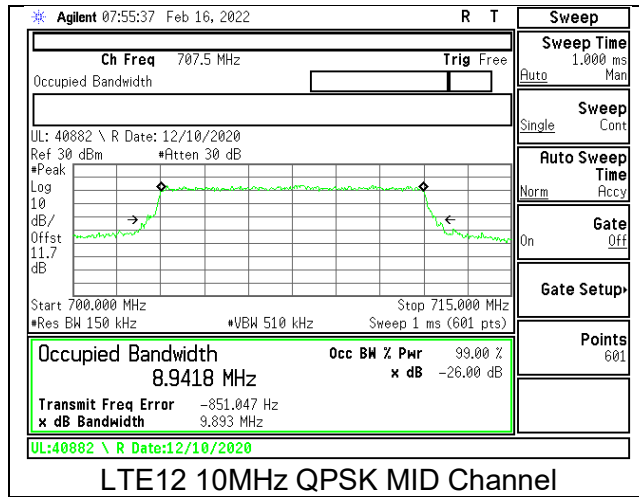 Agilent 07:55:37 Feb 16, 2022 R T
Sweep
Ch Freq 707.5 MHz Trig Free
Occupied Bandwidth
UL: 40882 \ R Date: 12/10/2020
Ref 30 dBm #Atten 30 dB
#Peak
Log
10
dB/
Offst
11.7
dB
Start 700.000 MHz Stop 715.000 MHz
#Res BW 150 kHz #VBW 510 kHz Sweep 1 ms (601 pts)
Occupied Bandwidth Occ BW % Pwr 99.00 %
8.9418 MHz x dB -26.00 dB
Transmit Freq Error -851.047 Hz
x dB Bandwidth 9.893 MHz
UL:40882 \ R Date:12/10/2020
Sweep Time
1.000 ms
Auto Man
Sweep
Single Cont
Auto Sweep
Time
Norm Accy
Gate
On Off
Gate Setup
Points
601
LTE12 10MHz QPSK MID Channel